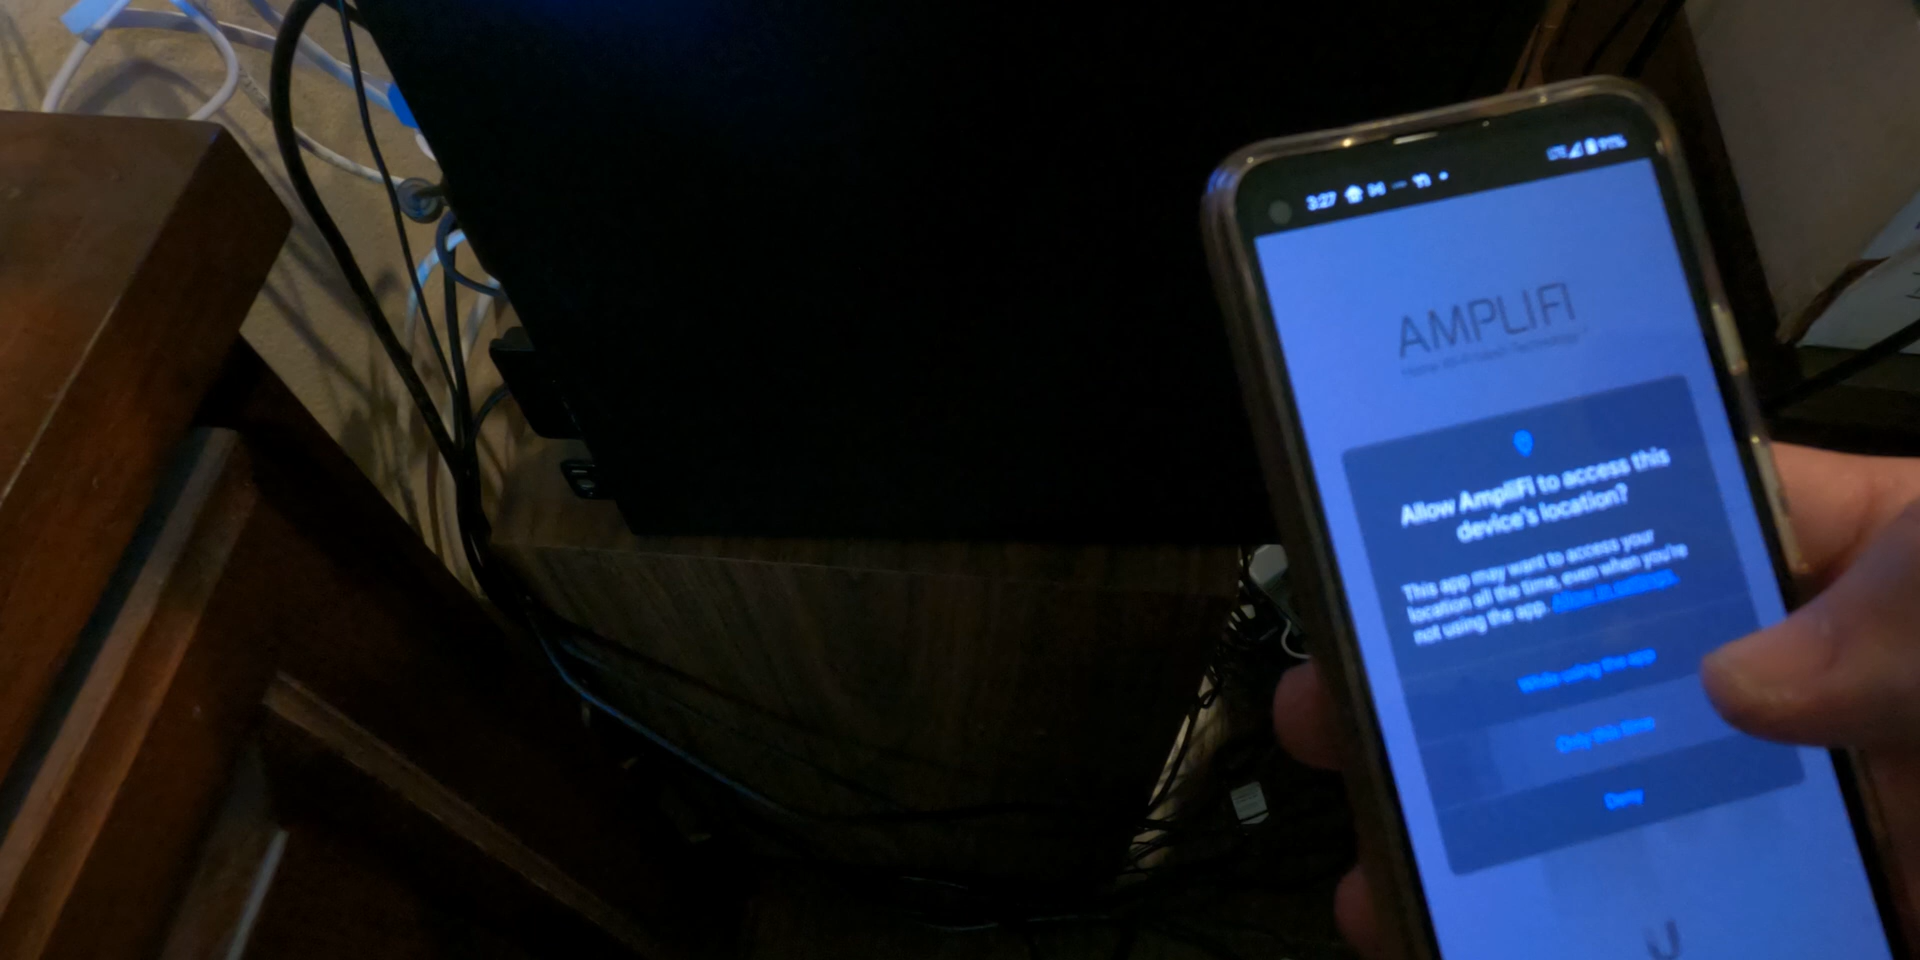 3:27
LTE 91%
AMPLIFI
Allow AmpliFi to access this
device's location?
This app may want to access your
location all the time, even when you're
not using the app. Allow in settings.
While using the app
Only this time
Deny